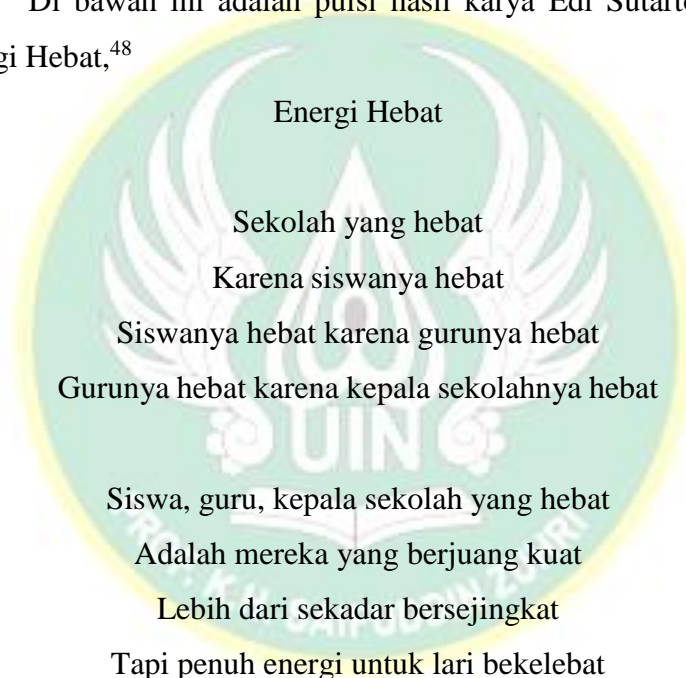 Di bawah ini adalah puisi hasil karya Edi Sutarto
gi Hebat,48
Energi Hebat
Sekolah yang hebat
Karena siswanya hebat
Siswanya hebat karena gurunya hebat
Gurunya hebat karena kepala sekolahnya hebat
Siswa, guru, kepala sekolah yang hebat
Adalah mereka yang berjuang kuat
Lebih dari sekadar bersejingkat
Tapi penuh energi untuk lari bekelebat
UIN
K.H. SAIFUDDIN ZUHRI